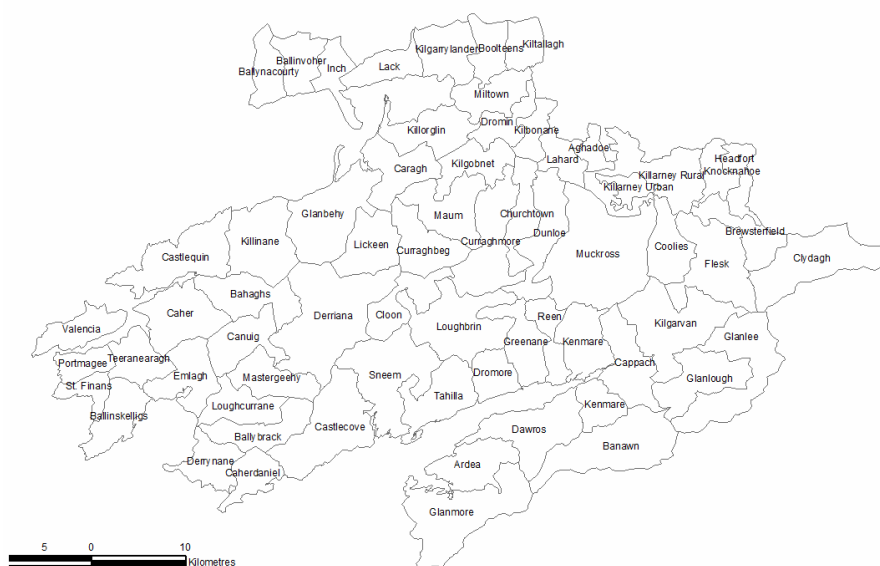 Kilgarrylander
Boolteens
Kiltallagh
Ballinvoher
Ballynacourty
Inch
Lack
Miltown
Dromin
Killorglin
Kilbonane
Aghadoe
Lahard
Headfort
Caragh
Kilgobnet
Killarney Rural
Knocknahoe
Killarney Urban
Glanbehy
Maum
Churchtown
Brewsterfield
Killinane
Lickeen
Curraghbeg
Curraghmore
Dunloe
Muckross
Coolies
Flesk
Clydagh
Castlequin
Bahaghs
Caher
Derriana
Cloon
Reen
Valencia
Loughbrin
Kilgarvan
Canuig
Greenane
Kenmare
Glanlee
Portmagee
Teeranearagh
Cappach
Emlagh
Mastergeehy
Sneem
Dromore
Glanlough
St. Finans
Tahilla
Loughcurrane
Kenmare
Ballinskelligs
Castlecove
Dawros
Ballybrack
Banawn
Derrynane
Caherdaniel
Ardea
Glanmore
5 0 10
Kilometres